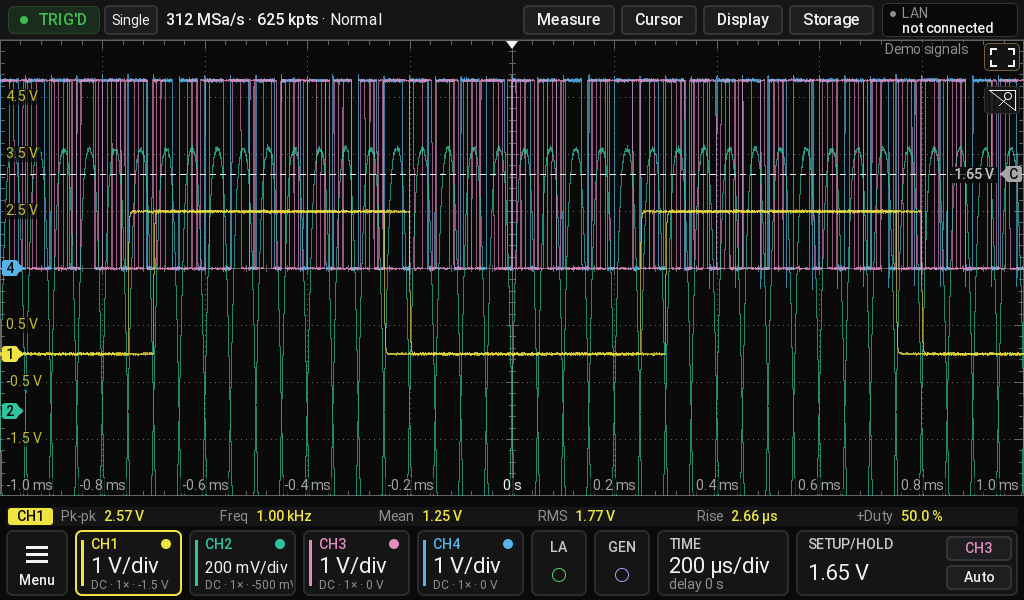 TRIG'D Single 312 MSa/s · 625 kpts · Normal Measure Cursor Display Storage LAN
not connected
Demo signals
4.5 V
3.5 V
1.65 V C
2.5 V
4
0.5 V
1
-0.5 V
2
-1.5 V
-1.0 ms -0.8 ms -0.6 ms -0.4 ms -0.2 ms 0 s 0.2 ms 0.4 ms 0.6 ms 0.8 ms 1.0 ms
CH1 Pk-pk 2.57 V Freq 1.00 kHz Mean 1.25 V RMS 1.77 V Rise 2.66 µs +Duty 50.0 %
Menu
CH1
1 V/div
DC · 1× · -1.5 V
CH2
200 mV/div
DC · 1× · -500 mV
CH3
1 V/div
DC · 1× · 0 V
CH4
1 V/div
DC · 1× · 0 V
LA
GEN
TIME
200 µs/div
delay 0 s
SETUP/HOLD
1.65 V
CH3
Auto